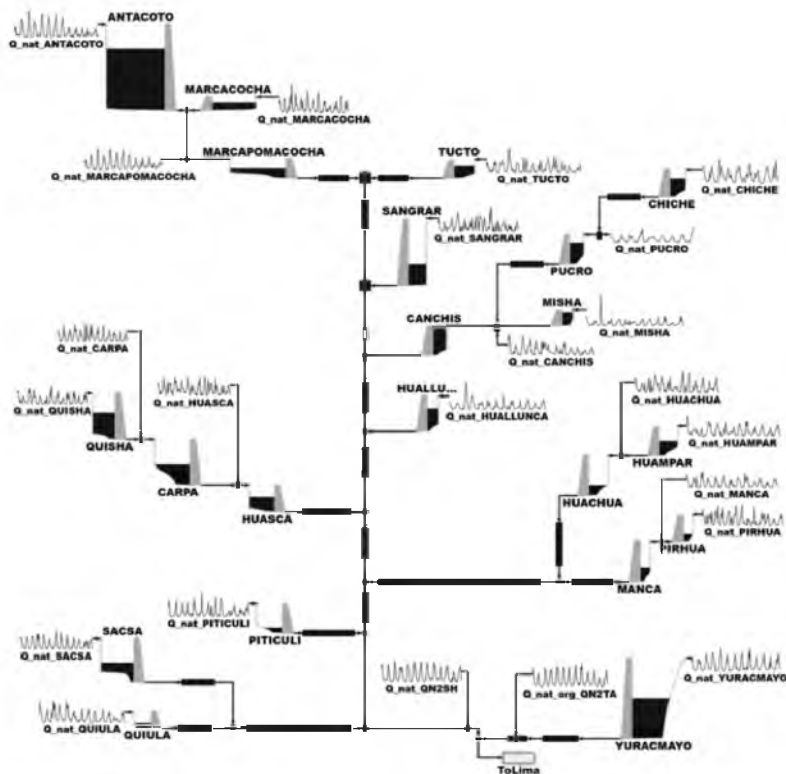 ANTACOTO
Q_nat_ANTACOTO
MARCACOCHA
Q_nat_MARCACOCHA
MARCAPOMACOCHA
Q_nat_MARCAPOMACOCHA
TUCTO
Q_nat_TUCTO
Q_nat_CHICHE
CHICHE
SANGRAR
Q_nat_SANGRAR
Q_nat_PUCRO
PUCRO
MISHA
CANCHIS
Q_nat_MISHA
Q_nat_CANCHIS
Q_nat_CARPA
HUALLU...
Q_nat_HUACHUA
Q_nat_HUASCA
Q_nat_QUISHA
Q_nat_HUALLUNCA
Q_nat_HUAMPAR
QUISHA
HUAMPAR
CARPA
Q_nat_MANCA
HUACHUA
HUASCA
Q_nat_PIRHUA
PIRHUA
MANCA
SACSA
Q_nat_PITICULI
PITICULI
Q_nat_SACSA
Q_nat_QN2SH
Q_nat_org_QN2TA
Q_nat_YURACMAYO
Q_nat_QUIULA
QUIULA
YURACMAYO
ToLima